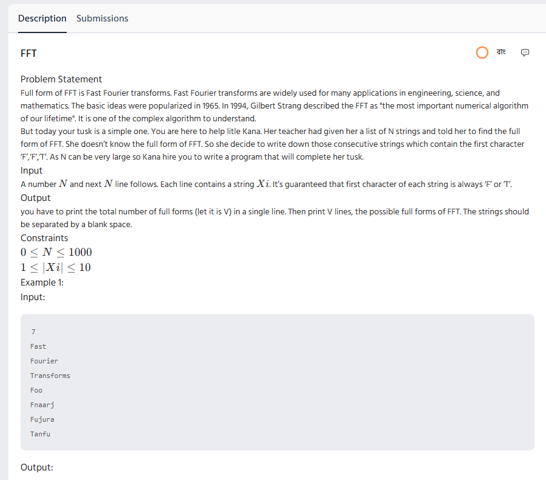 Description Submissions
FFT বাং
Problem Statement
Full form of FFT is Fast Fourier transforms. Fast Fourier transforms are widely used for many applications in engineering, science, and
mathematics. The basic ideas were popularized in 1965. In 1994, Gilbert Strang described the FFT as "the most important numerical algorithm
of our lifetime". It is one of the complex algorithm to understand.
But today your tusk is a simple one. You are here to help litle Kana. Her teacher had given her a list of N strings and told her to find the full
form of FFT. She doesn't know the full form of FFT. So she decide to write down those consecutive strings which contain the first character
'F','F','T'. As N can be very large so Kana hire you to write a program that will complete her tusk.
Input
A number N and next N line follows. Each line contains a string Xi. It's guaranteed that first character of each string is always 'F' or 'T'.
Output
you have to print the total number of full forms (let it is V) in a single line. Then print V lines, the possible full forms of FFT. The strings should
be separated by a blank space.
Constraints
0 ≤ N ≤ 1000
1 ≤ |Xi| ≤ 10
Example 1:
Input:
7
Fast
Fourier
Transforms
Foo
Fnaarj
Fujura
Tanfu
Output: